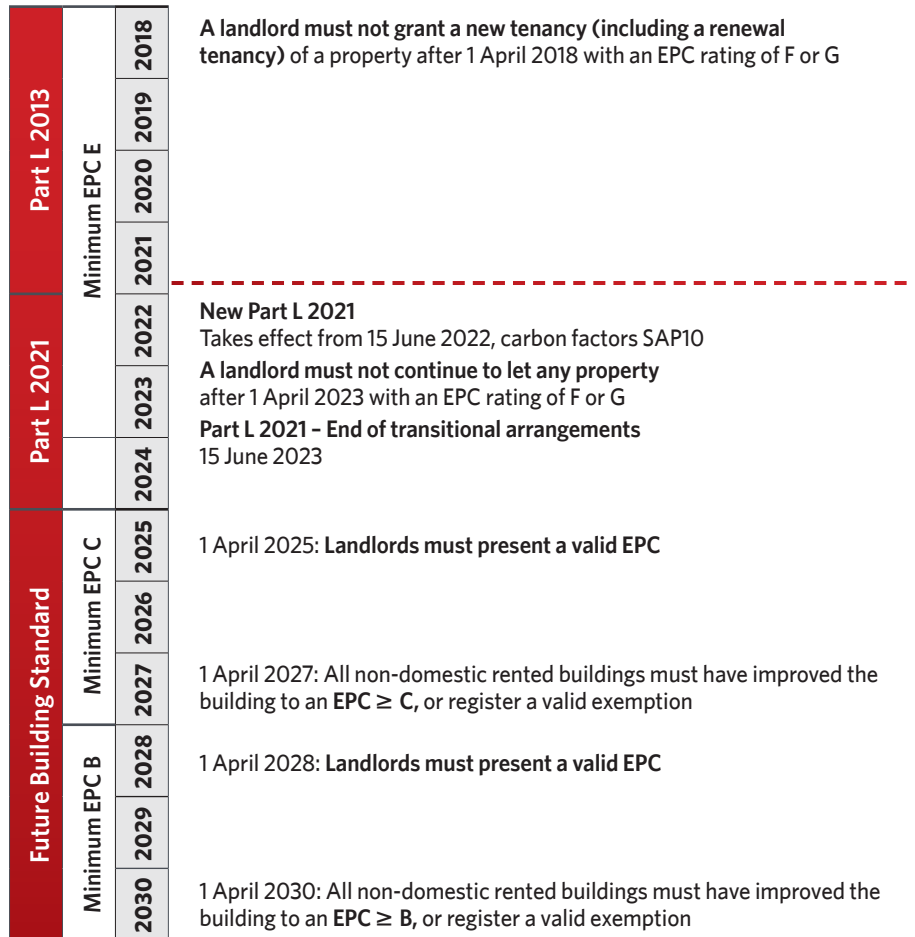 Part L 2013
Part L 2021
Future Building Standard
Minimum EPC E
Minimum EPC C
Minimum EPC B
2018
2019
2020
2021
2022
2023
2024
2025
2026
2027
2028
2029
2030
A landlord must not grant a new tenancy (including a renewal
tenancy) of a property after 1 April 2018 with an EPC rating of F or G
New Part L 2021
Takes effect from 15 June 2022, carbon factors SAP10
A landlord must not continue to let any property
after 1 April 2023 with an EPC rating of F or G
Part L 2021 – End of transitional arrangements
15 June 2023
1 April 2025: Landlords must present a valid EPC
1 April 2027: All non-domestic rented buildings must have improved the
building to an EPC ≥ C, or register a valid exemption
1 April 2028: Landlords must present a valid EPC
1 April 2030: All non-domestic rented buildings must have improved the
building to an EPC ≥ B, or register a valid exemption